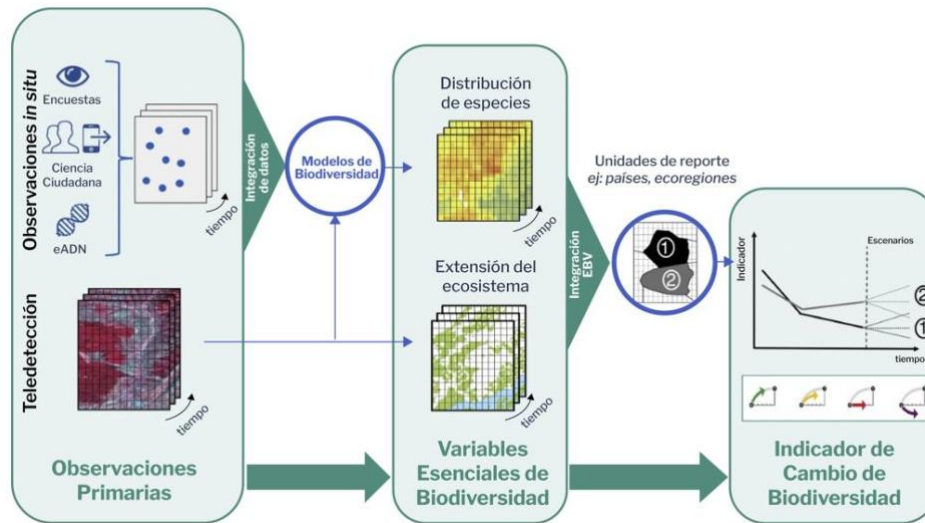 Observaciones in situ
Encuestas
Ciencia
Ciudadana
eADN
tiempo
Teledetección
tiempo
Observaciones
Primarias
Integración
de datos
Modelos de
Biodiversidad
Distribución
de especies
tiempo
Extensión del
ecosistema
tiempo
Variables
Esenciales de
Biodiversidad
Integración
EBV
Unidades de reporte
ej: países, ecoregiones
1
2
Indicador
Escenarios
2
1
tiempo
Indicador de
Cambio de
Biodiversidad